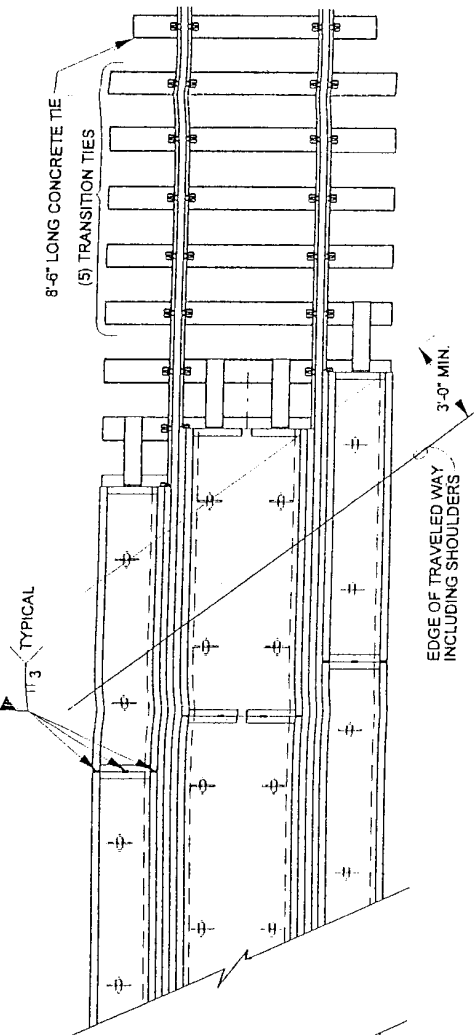 8'-6" LONG CONCRETE TIE
(5) TRANSITION TIES
3 TYPICAL
3'-0" MIN.
EDGE OF TRAVELED WAY
INCLUDING SHOULDERS